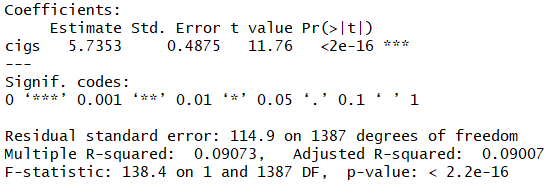 Coefficients:
Estimate Std. Error t value Pr(>|t|)
cigs 5.7353 0.4875 11.76 <2e-16 ***
---
Signif. codes:
0 ‘***’ 0.001 ‘**’ 0.01 ‘*’ 0.05 ‘.’ 0.1 ‘ ’ 1
Residual standard error: 114.9 on 1387 degrees of freedom
Multiple R-squared: 0.09073, Adjusted R-squared: 0.09007
F-statistic: 138.4 on 1 and 1387 DF, p-value: < 2.2e-16